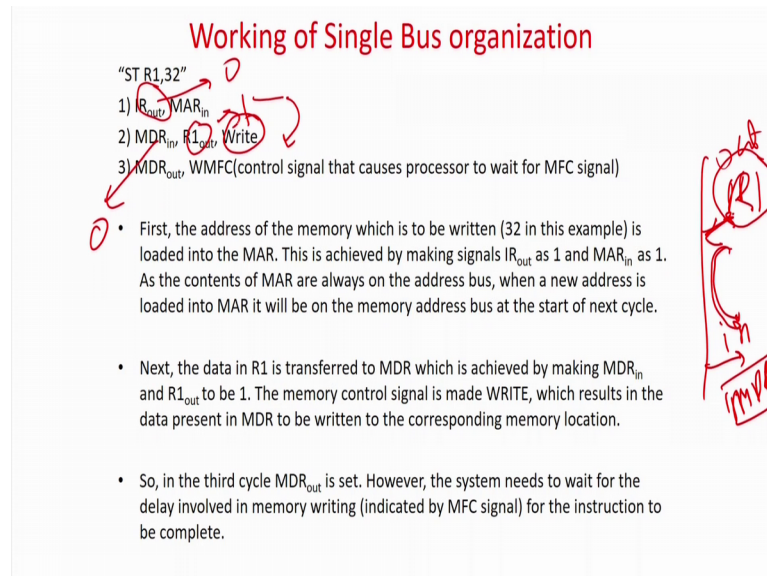 Working of Single Bus organization
"ST R1,32"
0
1) IRout, MARin
2) MDRin, R1out, Write
3) MDRout, WMFC(control signal that causes processor to wait for MFC signal)
0
out
R1
in
• First, the address of the memory which is to be written (32 in this example) is
loaded into the MAR. This is achieved by making signals IRout as 1 and MARin as 1.
As the contents of MAR are always on the address bus, when a new address is
loaded into MAR it will be on the memory address bus at the start of next cycle.
• Next, the data in R1 is transferred to MDR which is achieved by making MDRin
and R1out to be 1. The memory control signal is made WRITE, which results in the
data present in MDR to be written to the corresponding memory location.
• So, in the third cycle MDRout is set. However, the system needs to wait for the
delay involved in memory writing (indicated by MFC signal) for the instruction to
be complete.